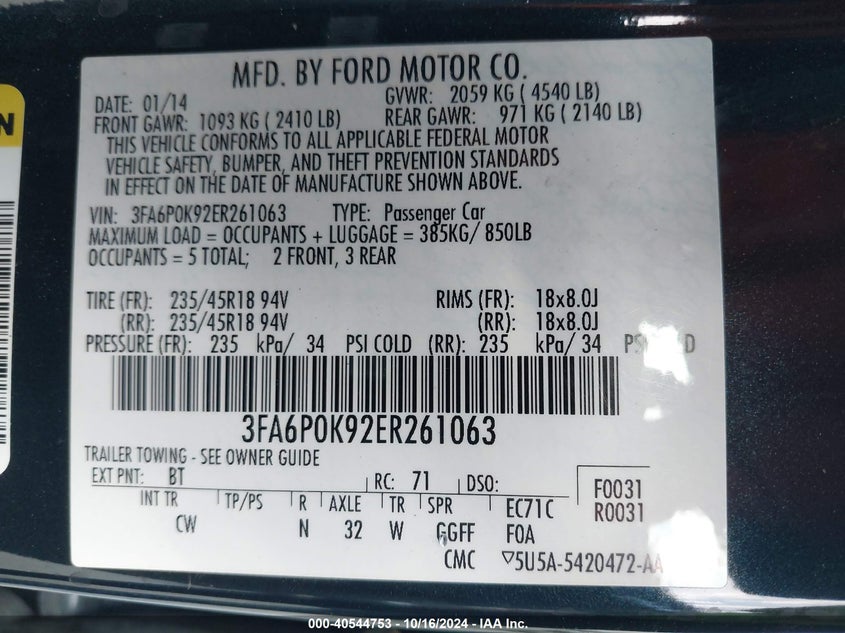 N
MFD. BY FORD MOTOR CO.
DATE: 01/14 GVWR: 2059 KG ( 4540 LB)
FRONT GAWR: 1093 KG ( 2410 LB) REAR GAWR: 971 KG ( 2140 LB)
THIS VEHICLE CONFORMS TO ALL APPLICABLE FEDERAL MOTOR
VEHICLE SAFETY, BUMPER, AND THEFT PREVENTION STANDARDS
IN EFFECT ON THE DATE OF MANUFACTURE SHOWN ABOVE.
VIN: 3FA6P0K92ER261063 TYPE: Passenger Car
MAXIMUM LOAD = OCCUPANTS + LUGGAGE = 385KG/ 850LB
OCCUPANTS = 5 TOTAL; 2 FRONT, 3 REAR
TIRE (FR): 235/45R18 94V RIMS (FR): 18x8.0J
(RR): 235/45R18 94V (RR): 18x8.0J
PRESSURE (FR): 235 kPa/ 34 PSI COLD (RR): 235 kPa/ 34
3FA6P0K92ER261063
TRAILER TOWING - SEE OWNER GUIDE
EXT PNT: BT RC: 71 DSO: F0031
R0031
INT TR TP/PS R AXLE TR SPR EC71C
CW N 32 W GGFF F0A
CMC ▽5U5A-5420472-AA
000-40544753 - 10/16/2024 - IAA Inc.